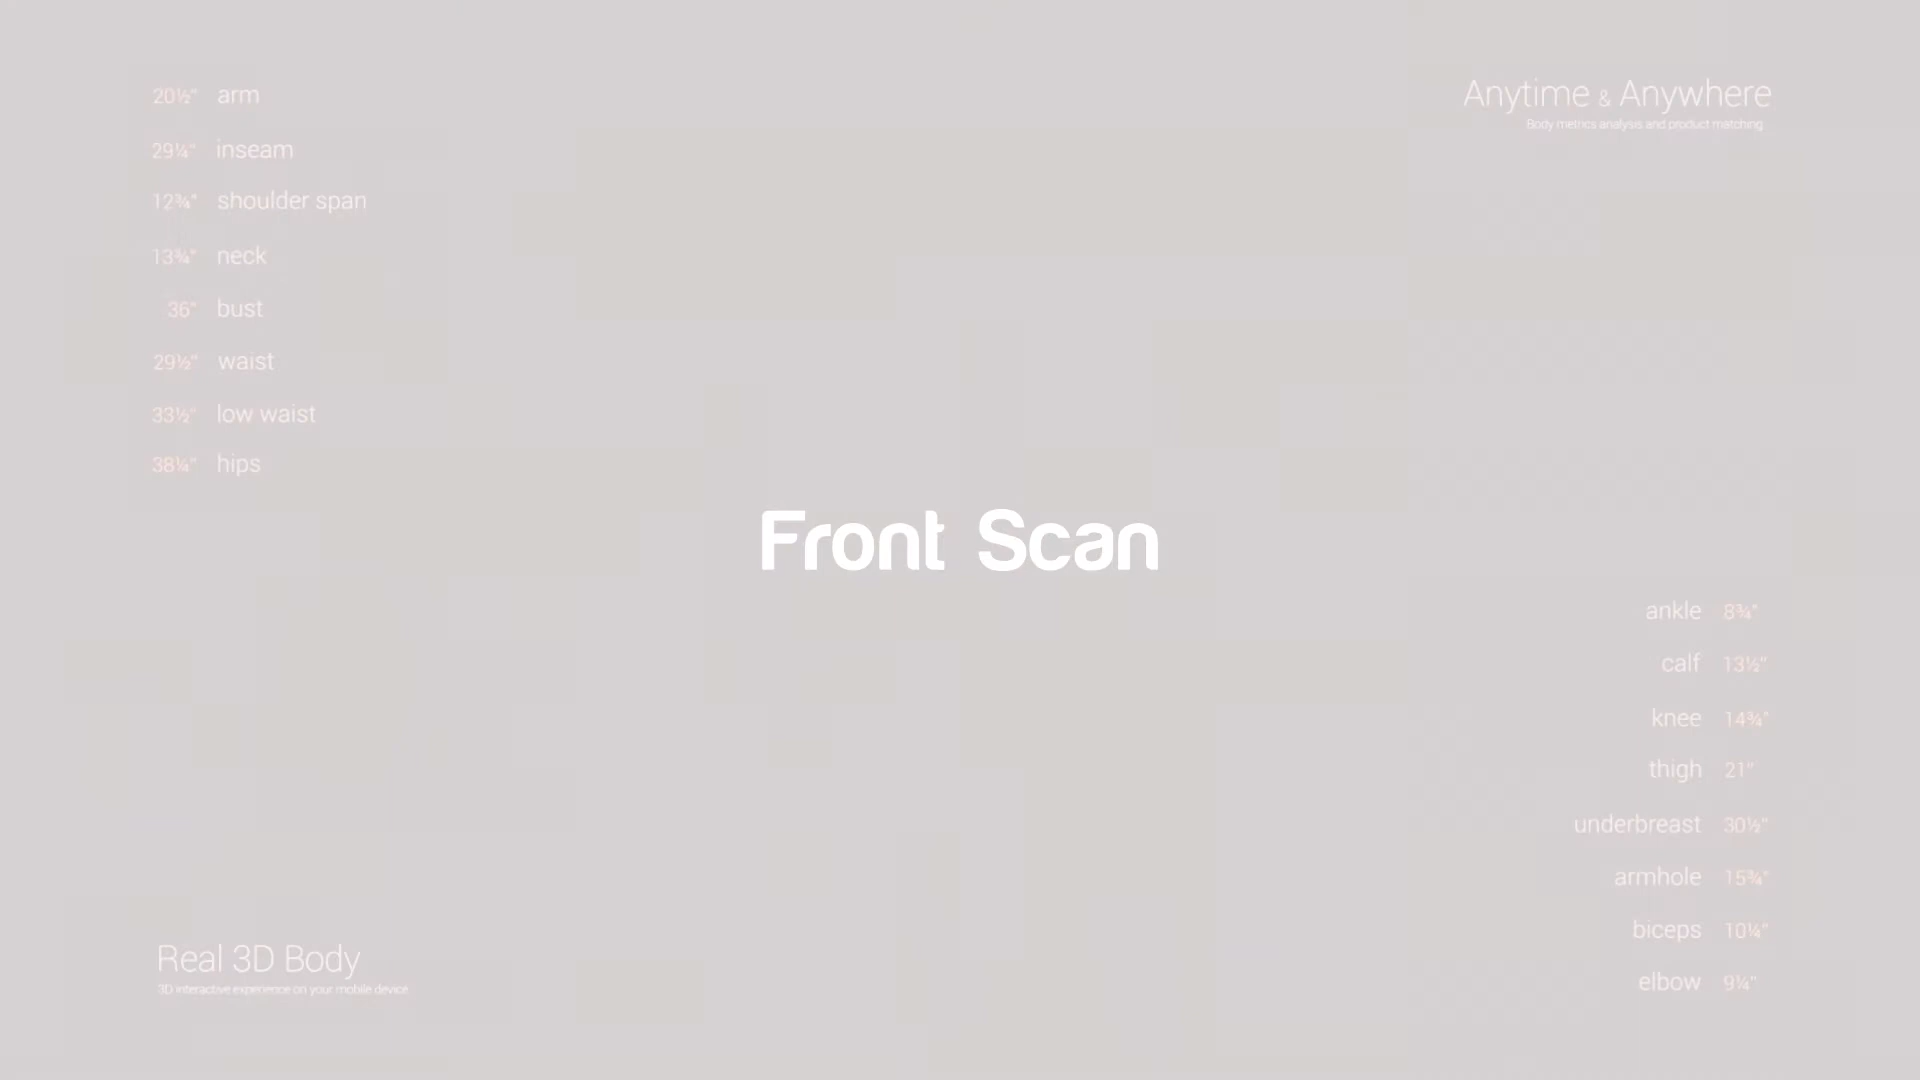 20½" arm
29¼" inseam
12¾" shoulder span
13¾" neck
36" bust
29½" waist
33½" low waist
38¼" hips
Anytime & Anywhere
Body metrics analysis and product matching
Front Scan
ankle 8¾"
calf 13½"
knee 14¾"
thigh 21"
underbreast 30½"
armhole 15¾"
biceps 10¼"
elbow 9¼"
Real 3D Body
3D interactive experience on your mobile device